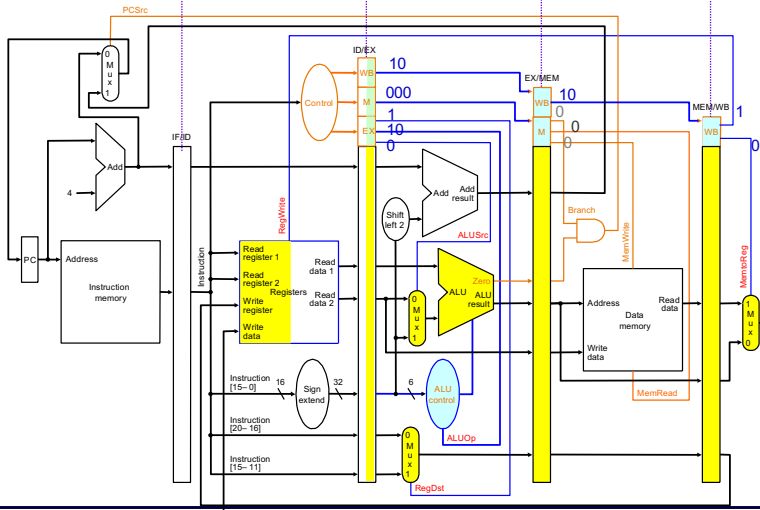 PCSrc
ID/EX
0
M
u
x
1
WB
10
EX/MEM
Control
M
000
WB
10
MEM/WB
0
1
1
EX
10
M
0
WB
IF/ID
0
0
0
Add
Add
Add
result
4
RegWrite
Shift
left 2
Branch
ALUSrc
MemWrite
MemtoReg
Instruction
PC
Address
Instruction
memory
Read
register 1
Read
register 2
Write
register
Write
data
Registers
Read
data 1
Read
data 2
0
M
u
x
1
Zero
ALU
ALU
result
Address
Write
data
Data
memory
Read
data
1
M
u
x
0
Instruction
[15–0]
16
Sign
extend
32
6
ALU
control
MemRead
Instruction
[20–16]
ALUOp
0
M
u
x
1
Instruction
[15–11]
RegDst